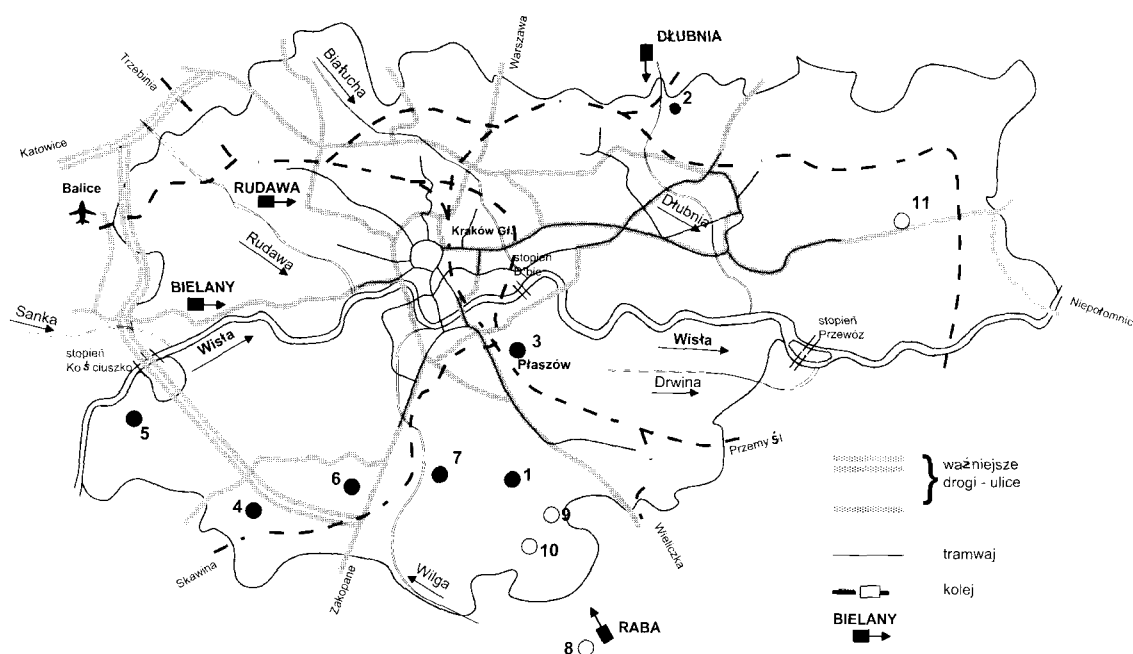 DŁUBNIA
Warszawa
Trzebinia
Białucha
2
Katowice
Balice
RUDAWA
11
Dłubnia
Kraków Gł.
Rudawa
stopień
BIELANY
Niepołomnic
Sanka
stopień
Przewóz
Wisła
Wisła
stopień
Kościuszko
3
Płaszów
Drwina
5
Przemyśl
7
1
6
4
9
10
Skawina
Zakopane
Wilga
Wieliczka
RABA
8
ważniejsze
drogi - ulice
tramwaj
kolej
BIELANY